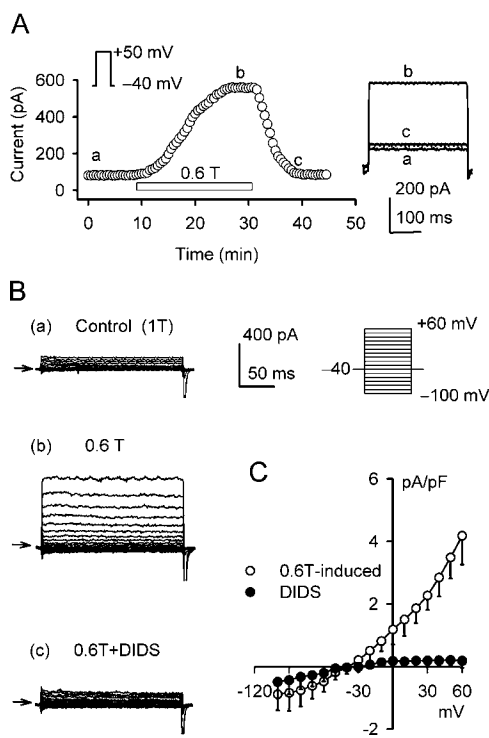 A
+50 mV
−40 mV
600
400
200
0
Current (pA)
a
b
c
0.6 T
0 10 20 30 40 50
Time (min)
b
c
a
200 pA
100 ms
B
(a) Control (1T)
400 pA
50 ms
+60 mV
−40
−100 mV
(b) 0.6 T
(c) 0.6T+DIDS
C
pA/pF
6
4
2
-2
0.6T-induced
DIDS
-120 -90 -60 -30 30 60
mV